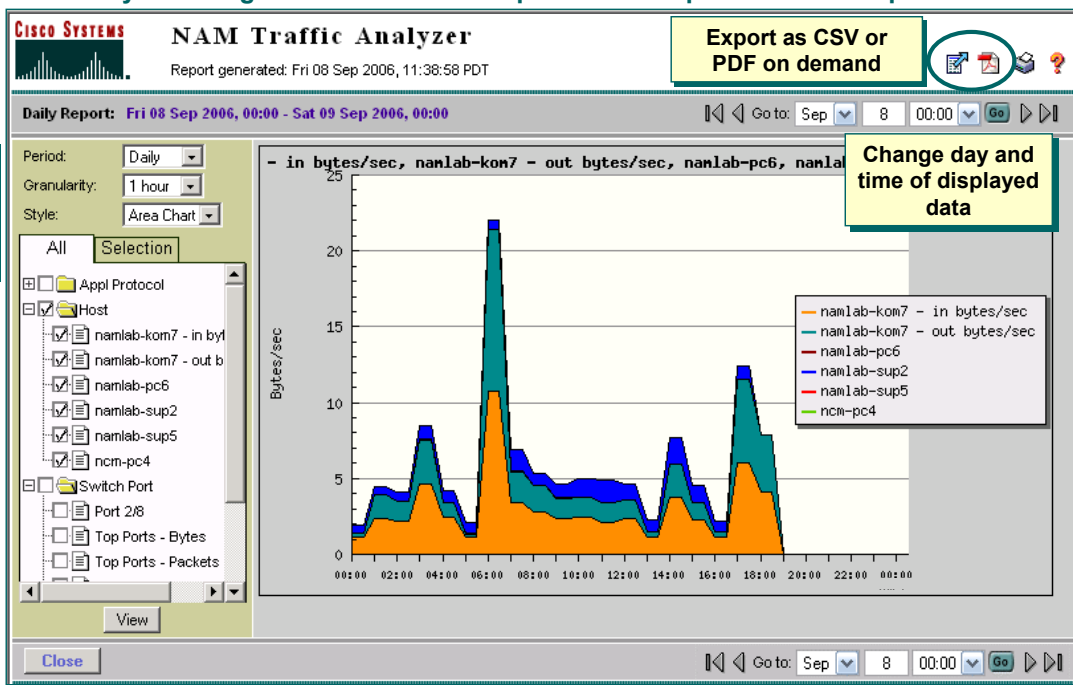 CISCO SYSTEMS
NAM Traffic Analyzer
Report generated: Fri 08 Sep 2006, 11:38:58 PDT
Export as CSV or
PDF on demand
Daily Report: Fri 08 Sep 2006, 00:00 - Sat 09 Sep 2006, 00:00
Go to: Sep 8 00:00 Go
Change day and
time of displayed
data
Period: Daily
Granularity: 1 hour
Style: Area Chart
All Selection
Appl Protocol
Host
namlab-kom7 - in byt
namlab-kom7 - out b
namlab-pc6
namlab-sup2
namlab-sup5
ncm-pc4
Switch Port
Port 2/8
Top Ports - Bytes
Top Ports - Packets
View
- in bytes/sec, namlab-kom7 - out bytes/sec, namlab-pc6, namlab
25
20
15
10
5
0
Bytes/sec
00:00 02:00 04:00 06:00 08:00 10:00 12:00 14:00 16:00 18:00 20:00 22:00 00:00
namlab-kom7 - in bytes/sec
namlab-kom7 - out bytes/sec
namlab-pc6
namlab-sup2
namlab-sup5
ncm-pc4
Close
Go to: Sep 8 00:00 Go